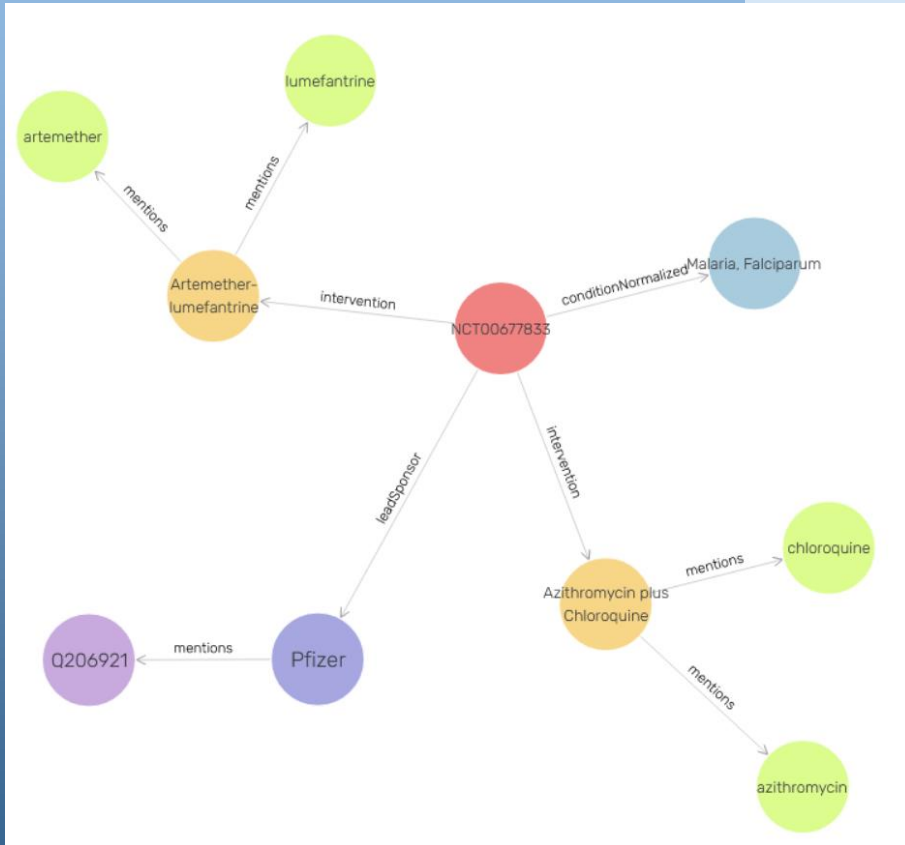 lumefantrine
artemether
mentions
mentions
Artemether-
lumefantrine
intervention
NCT00677833
conditionNormalized
Malaria, Falciparum
leadSponsor
intervention
chloroquine
mentions
Azithromycin plus
Chloroquine
mentions
Q206921
mentions
Pfizer
azithromycin